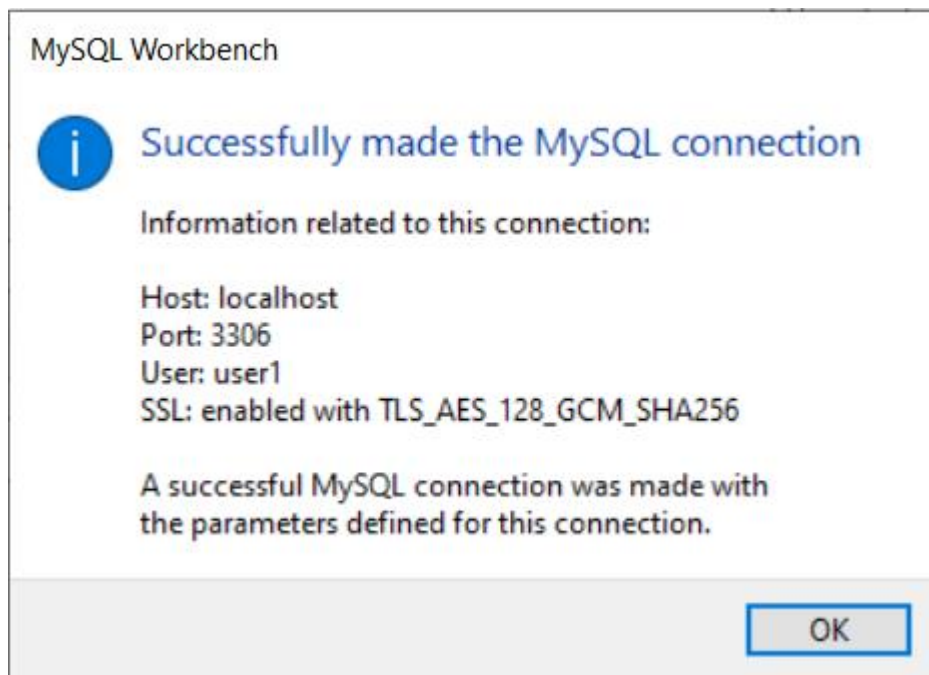 MySQL Workbench
Successfully made the MySQL connection
Information related to this connection:
Host: localhost
Port: 3306
User: user1
SSL: enabled with TLS_AES_128_GCM_SHA256
A successful MySQL connection was made with
the parameters defined for this connection.
OK